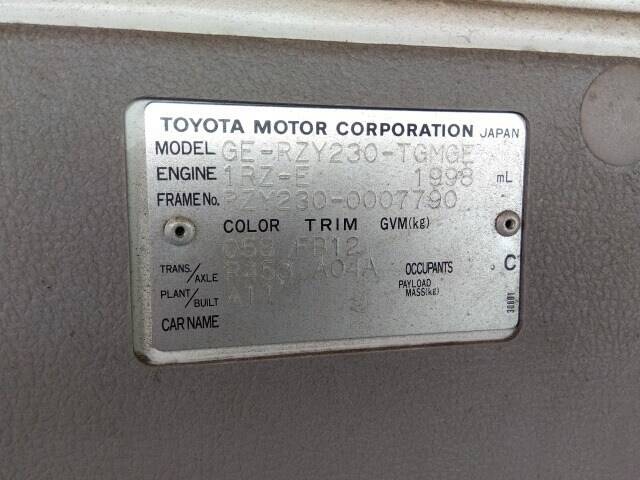 TOYOTA MOTOR CORPORATION JAPAN
MODEL GE-RZY230-TGMGE
ENGINE 1RZ-E 1998 mL
FRAME No. RZY230-0007790
COLOR TRIM GVM(kg)
FB12
TRANS./AXLE A04A OCCUPANTS C
PLANT/BUILT PAYLOAD MASS(kg)
CAR NAME